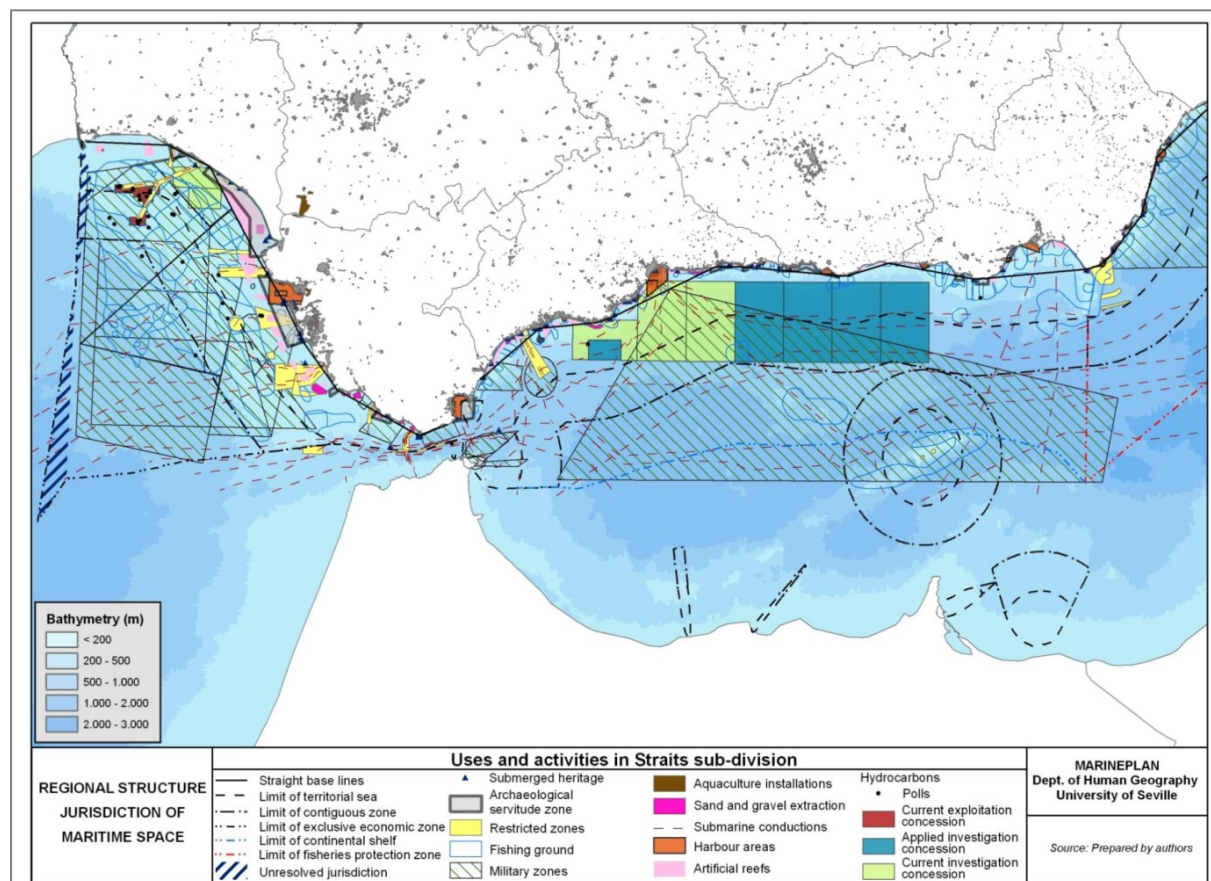 Bathymetry (m)
< 200
200 - 500
500 - 1.000
1.000 - 2.000
2.000 - 3.000
REGIONAL STRUCTURE
JURISDICTION OF
MARITIME SPACE
Uses and activities in Straits sub-division
Straight base lines
Limit of territorial sea
Limit of contiguous zone
Limit of exclusive economic zone
Limit of continental shelf
Limit of fisheries protection zone
Unresolved jurisdiction
Submerged heritage
Archaeological
servitude zone
Restricted zones
Fishing ground
Military zones
Aquaculture installations
Sand and gravel extraction
Submarine conductions
Harbour areas
Artificial reefs
Hydrocarbons
Polls
Current exploitation
concession
Applied investigation
concession
Current investigation
concession
MARINEPLAN
Dept. of Human Geography
University of Seville
Source: Prepared by authors